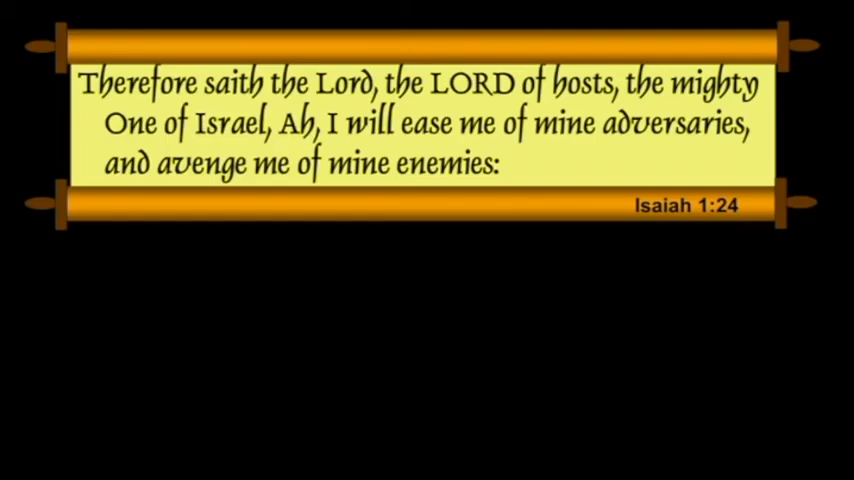 Therefore saith the Lord, the LORD of hosts, the mighty
One of Israel, Ah, I will ease me of mine adversaries,
and avenge me of mine enemies:
Isaiah 1:24